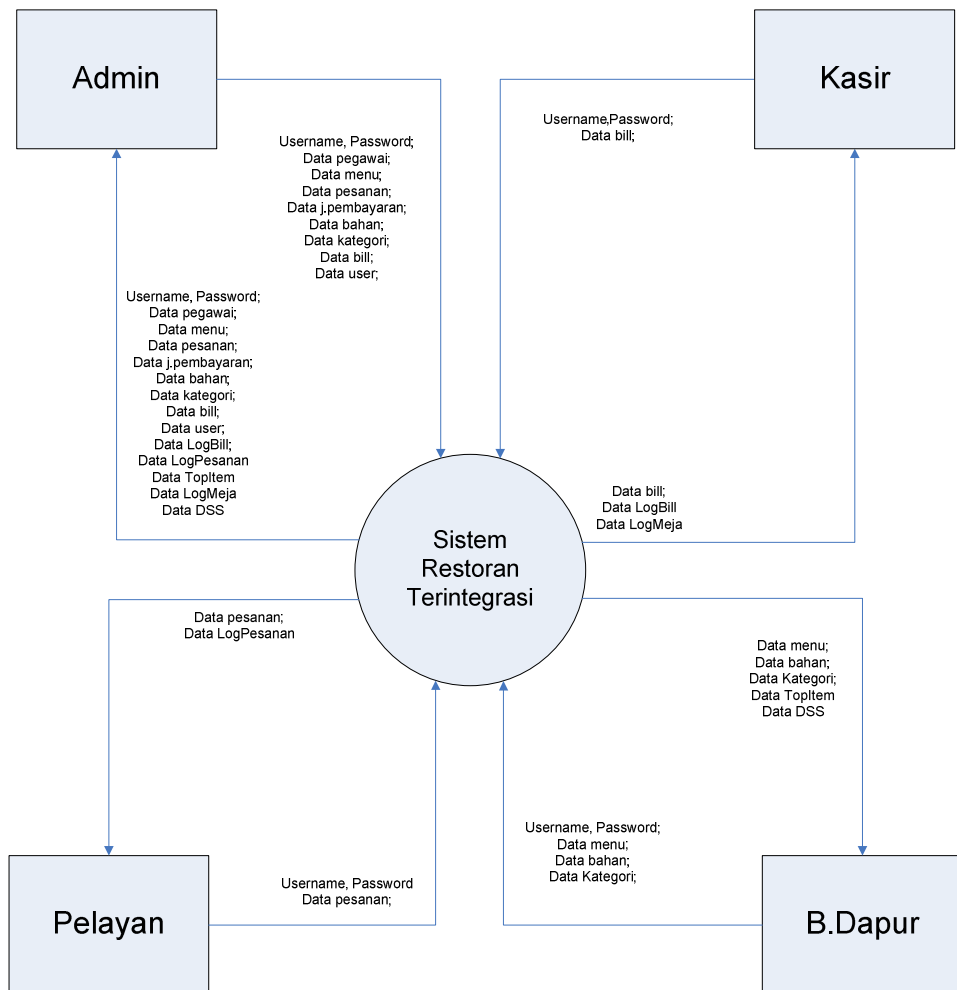 Admin
Kasir
Username, Password;
Data pegawai;
Data menu;
Data pesanan;
Data j.pembayaran;
Data bahan;
Data kategori;
Data bill;
Data user;
Username,Password;
Data bill;
Username, Password;
Data pegawai;
Data menu;
Data pesanan;
Data j.pembayaran;
Data bahan;
Data kategori;
Data bill;
Data user;
Data LogBill;
Data LogPesanan
Data TopItem
Data LogMeja
Data DSS
Data bill;
Data LogBill
Data LogMeja
Sistem
Restoran
Terintegrasi
Data pesanan;
Data LogPesanan
Data menu;
Data bahan;
Data Kategori;
Data TopItem
Data DSS
Username, Password
Data pesanan;
Username, Password;
Data menu;
Data bahan;
Data Kategori;
Pelayan
B.Dapur